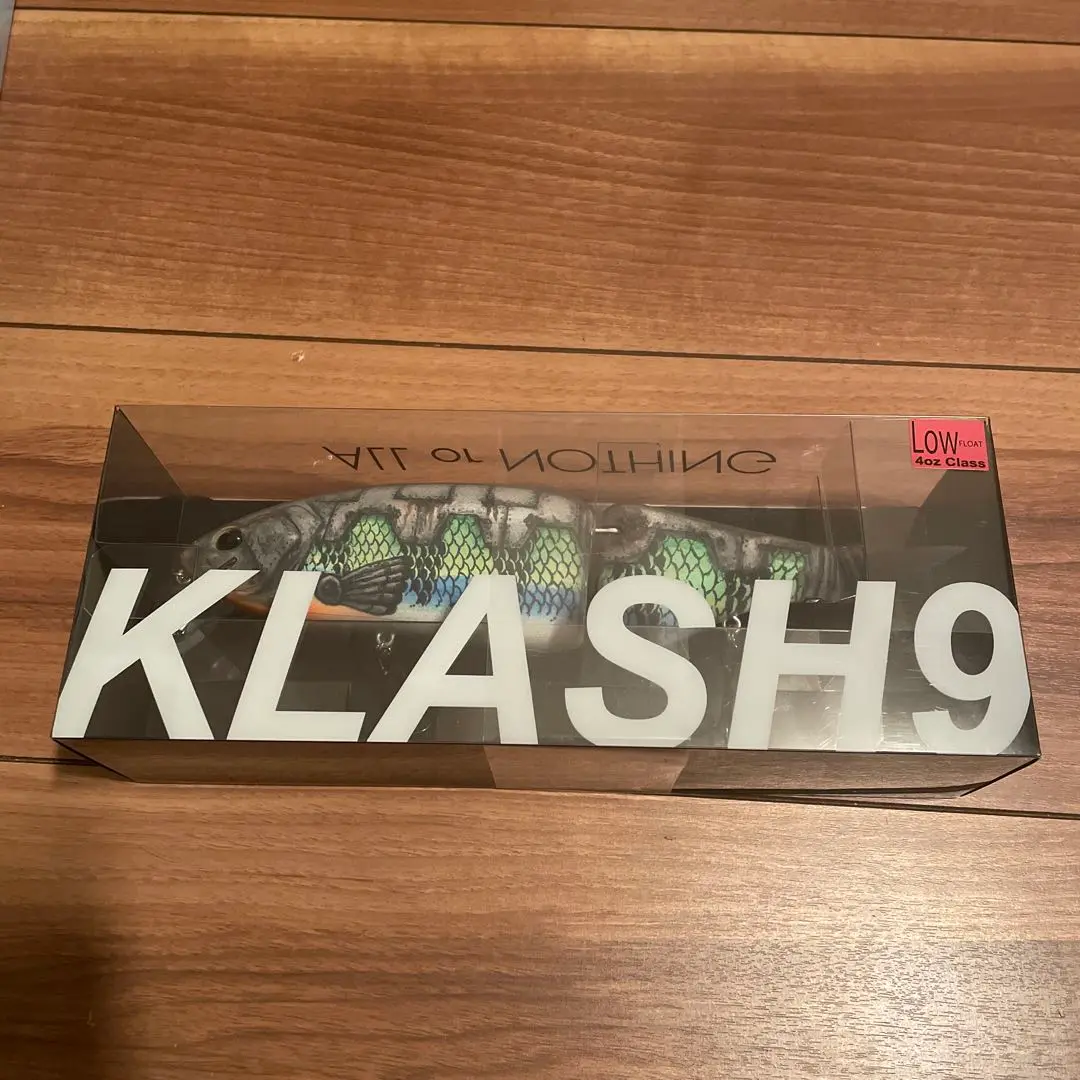 ALL or NOTHING
LOW FLOAT
4oz Class
KLASH9